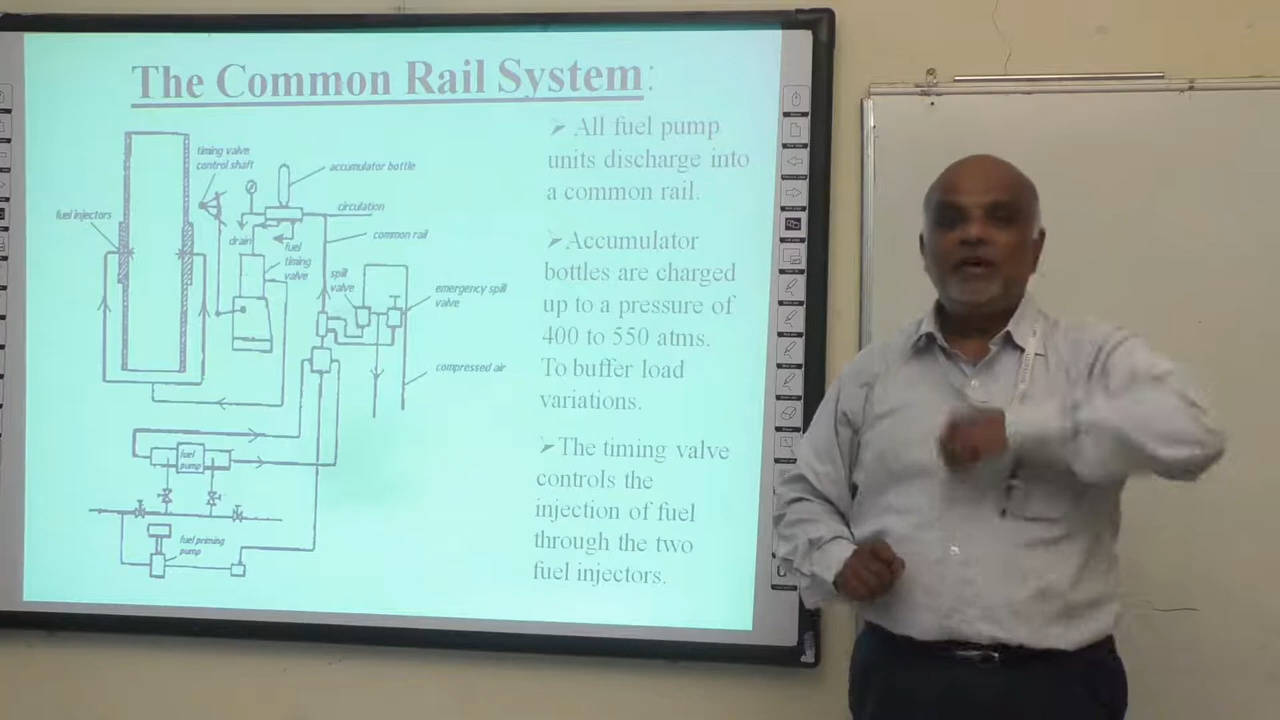 The Common Rail System:
timing valve
control shaft
accumulator bottle
fuel injectors
circulation
drain
common rail
fuel
timing
valve
spill
valve
emergency spill
valve
compressed air
fuel
pump
fuel priming
pump
➢ All fuel pump
units discharge into
a common rail.
➢ Accumulator
bottles are charged
up to a pressure of
400 to 550 atms.
To buffer load
variations.
➢ The timing valve
controls the
injection of fuel
through the two
fuel injectors.